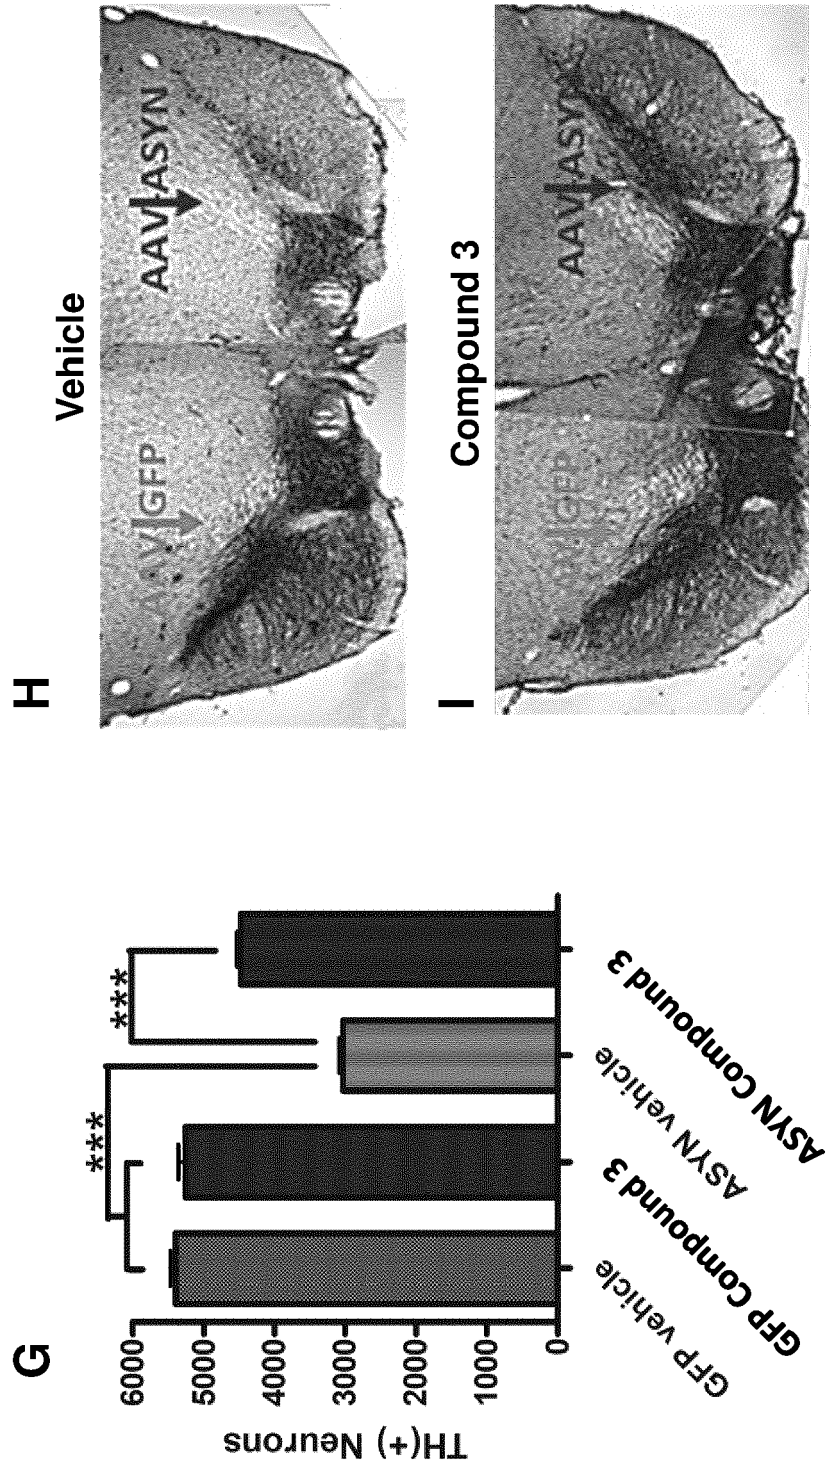 G
TH(+) Neurons
6000
5000
4000
3000
2000
1000
0
***
***
GFP vehicle
GFP Compound 3
ASYN vehicle
ASYN Compound 3
H
Vehicle
AAV-GFP
AAV-ASYN
I
Compound 3
AAV-GFP
AAV-ASYN